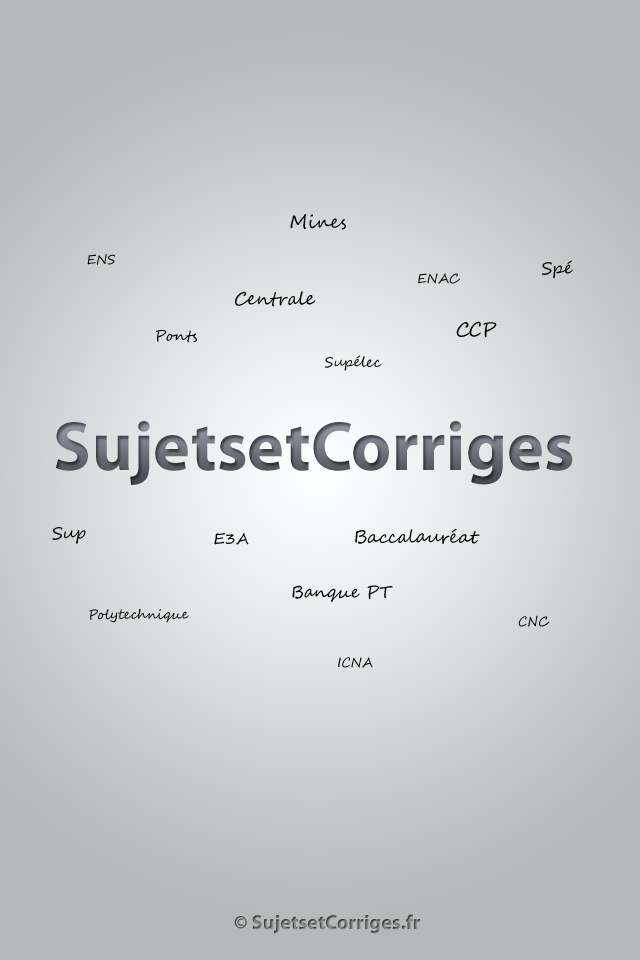 Mines
ENS
Spé
ENAC
Centrale
CCP
Ponts
Supélec
SujetsetCorriges
Sup
E3A
Baccalauréat
Banque PT
Polytechnique
CNC
ICNA
© SujetsetCorriges.fr